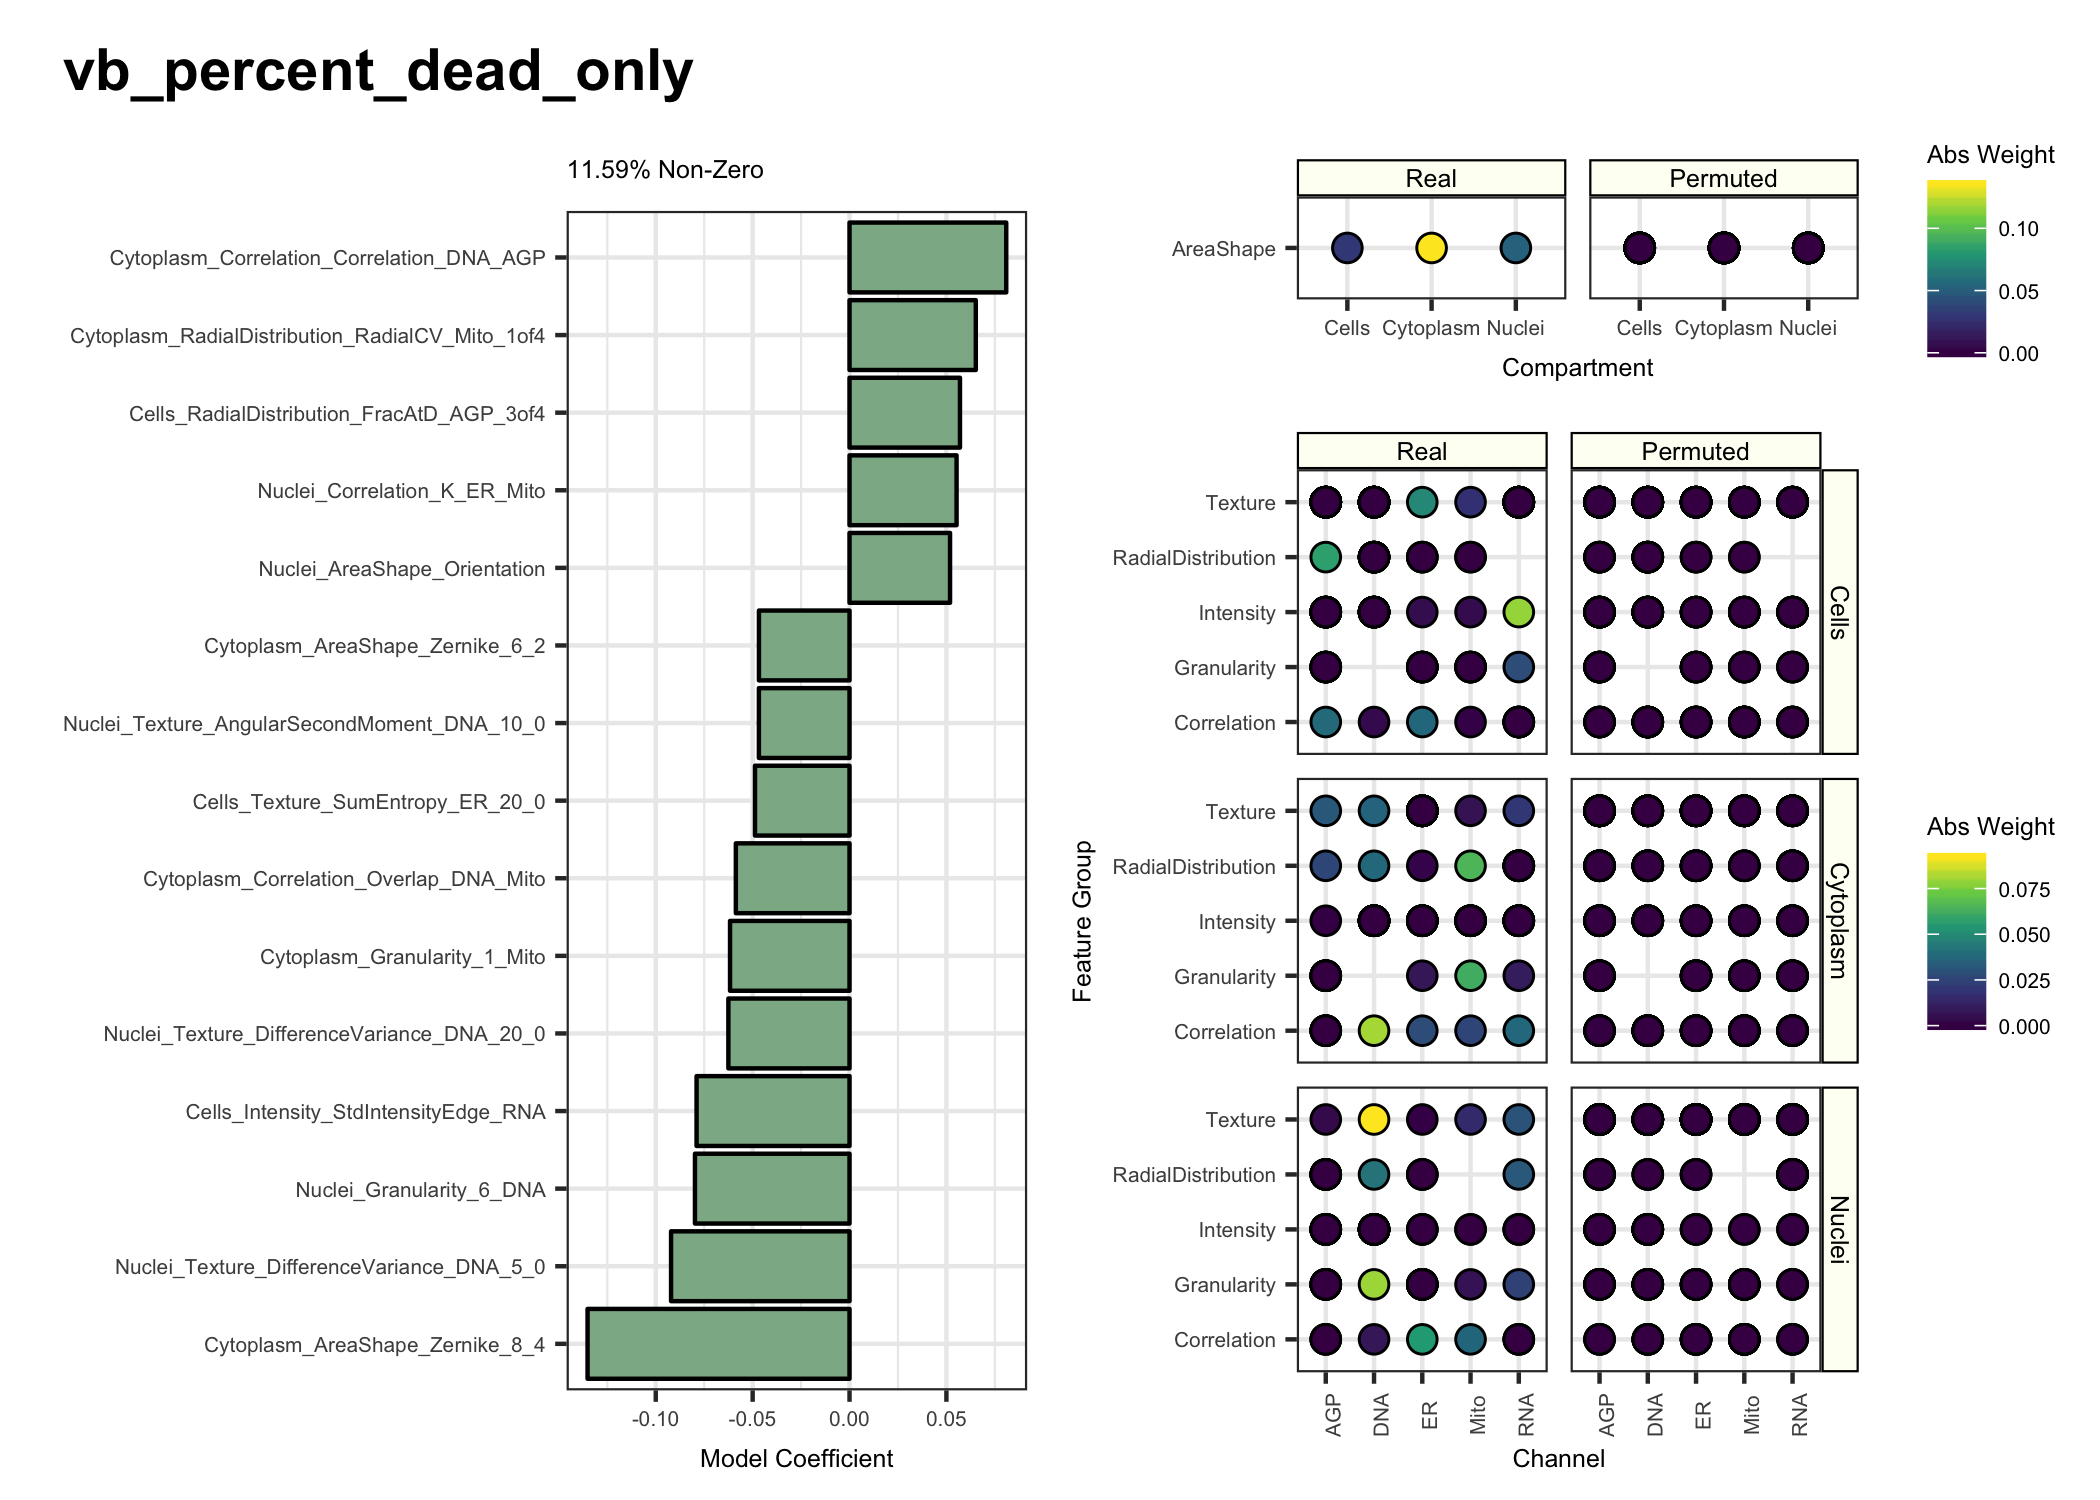 vb_percent_dead_only
11.59% Non-Zero
Cytoplasm_Correlation_Correlation_DNA_AGP
Cytoplasm_RadialDistribution_RadialCV_Mito_1of4
Cells_RadialDistribution_FracAtD_AGP_3of4
Nuclei_Correlation_K_ER_Mito
Nuclei_AreaShape_Orientation
Cytoplasm_AreaShape_Zernike_6_2
Nuclei_Texture_AngularSecondMoment_DNA_10_0
Cells_Texture_SumEntropy_ER_20_0
Cytoplasm_Correlation_Overlap_DNA_Mito
Cytoplasm_Granularity_1_Mito
Nuclei_Texture_DifferenceVariance_DNA_20_0
Cells_Intensity_StdIntensityEdge_RNA
Nuclei_Granularity_6_DNA
Nuclei_Texture_DifferenceVariance_DNA_5_0
Cytoplasm_AreaShape_Zernike_8_4
-0.10 -0.05 0.00 0.05
Model Coefficient
Real Permuted
AreaShape
Cells Cytoplasm Nuclei Cells Cytoplasm Nuclei
Compartment
Abs Weight
0.10
0.05
0.00
Real Permuted
Feature Group
Texture
RadialDistribution
Intensity
Granularity
Correlation
Cells
Texture
RadialDistribution
Intensity
Granularity
Correlation
Cytoplasm
Texture
RadialDistribution
Intensity
Granularity
Correlation
Nuclei
AGP DNA ER Mito RNA AGP DNA ER Mito RNA
Channel
Abs Weight
0.075
0.050
0.025
0.000